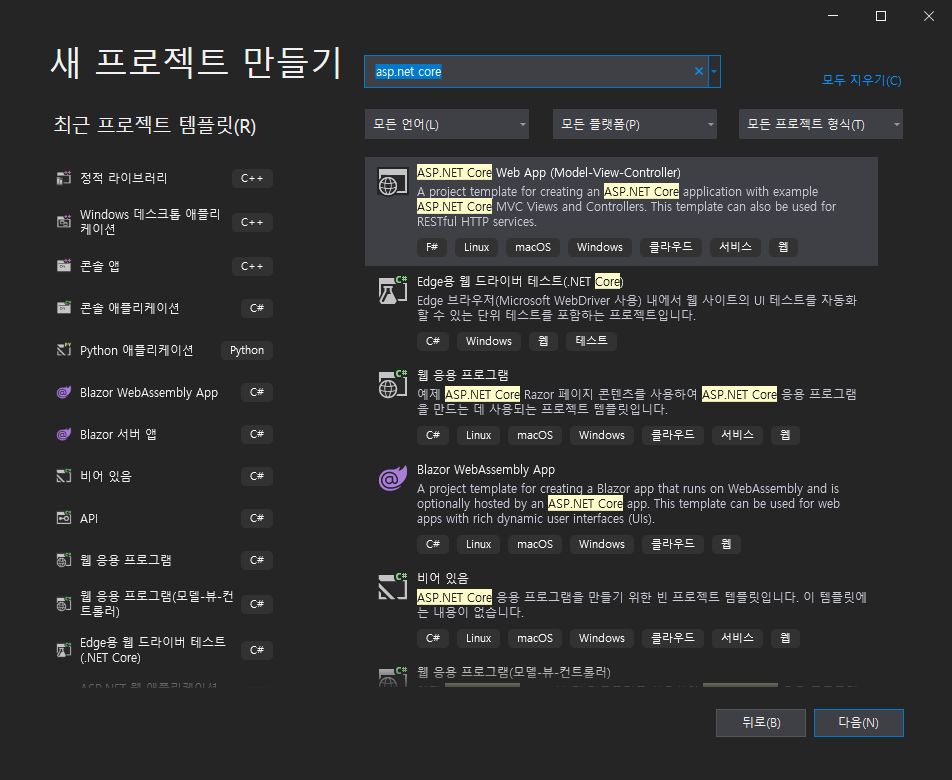 새 프로젝트 만들기
asp.net core
모두 지우기(C)
최근 프로젝트 템플릿(R)
모든 언어(L)
모든 플랫폼(P)
모든 프로젝트 형식(T)
정적 라이브러리
C++
Windows 데스크톱 애플리
케이션
C++
콘솔 앱
C++
콘솔 애플리케이션
C#
Python 애플리케이션
Python
Blazor WebAssembly App
C#
Blazor 서버 앱
C#
비어 있음
C#
API
C#
웹 응용 프로그램
C#
웹 응용 프로그램(모델-뷰-컨
트롤러)
C#
Edge용 웹 드라이버 테스트
(.NET Core)
C#
ASP.NET 웹 애플리케이션
ASP.NET Core Web App (Model-View-Controller)
A project template for creating an ASP.NET Core application with example
ASP.NET Core MVC Views and Controllers. This template can also be used for
RESTful HTTP services.
F# Linux macOS Windows 클라우드 서비스 웹
Edge용 웹 드라이버 테스트(.NET Core)
Edge 브라우저(Microsoft WebDriver 사용) 내에서 웹 사이트의 UI 테스트를 자동화
할 수 있는 단위 테스트를 포함하는 프로젝트입니다.
C# Windows 웹 테스트
웹 응용 프로그램
예제 ASP.NET Core Razor 페이지 콘텐츠를 사용하여 ASP.NET Core 응용 프로그램
을 만드는 데 사용되는 프로젝트 템플릿입니다.
C# Linux macOS Windows 클라우드 서비스 웹
Blazor WebAssembly App
A project template for creating a Blazor app that runs on WebAssembly and is
optionally hosted by an ASP.NET Core app. This template can be used for web
apps with rich dynamic user interfaces (UIs).
C# Linux macOS Windows 클라우드 웹
비어 있음
ASP.NET Core 응용 프로그램을 만들기 위한 빈 프로젝트 템플릿입니다. 이 템플릿에
는 내용이 없습니다.
C# Linux macOS Windows 클라우드 서비스 웹
웹 응용 프로그램(모델-뷰-컨트롤러)
뒤로(B)
다음(N)